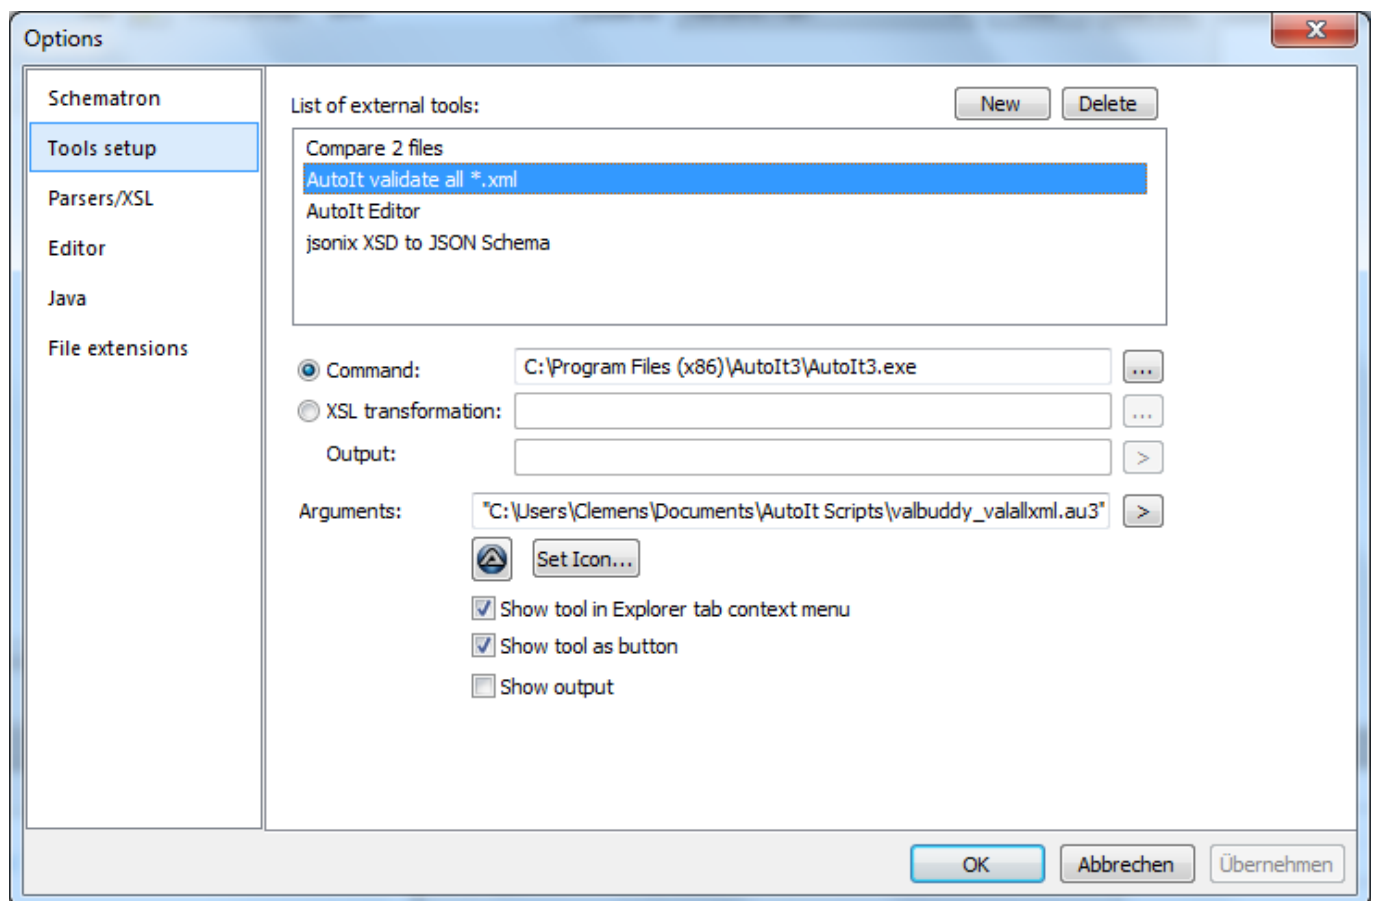 Options
Schematron
Tools setup
Parsers/XSL
Editor
Java
File extensions
List of external tools:
New
Delete
Compare 2 files
AutoIt validate all *.xml
AutoIt Editor
jsonix XSD to JSON Schema
Command:
C:\Program Files (x86)\AutoIt3\AutoIt3.exe
...
XSL transformation:
...
Output:
>
Arguments:
"C:\Users\Clemens\Documents\AutoIt Scripts\valbuddy_valallxml.au3"
>
Set Icon...
Show tool in Explorer tab context menu
Show tool as button
Show output
OK
Abbrechen
Übernehmen